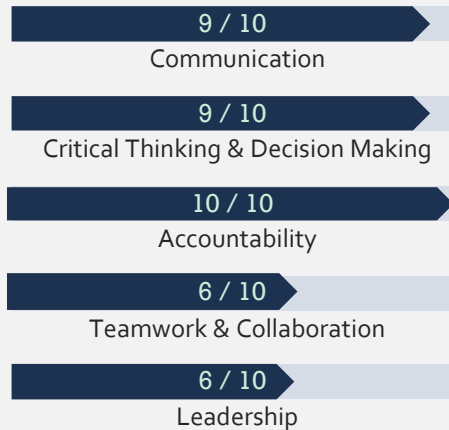 9 / 10
Communication
9 / 10
Critical Thinking & Decision Making
10 / 10
Accountability
6 / 10
Teamwork & Collaboration
6 / 10
Leadership